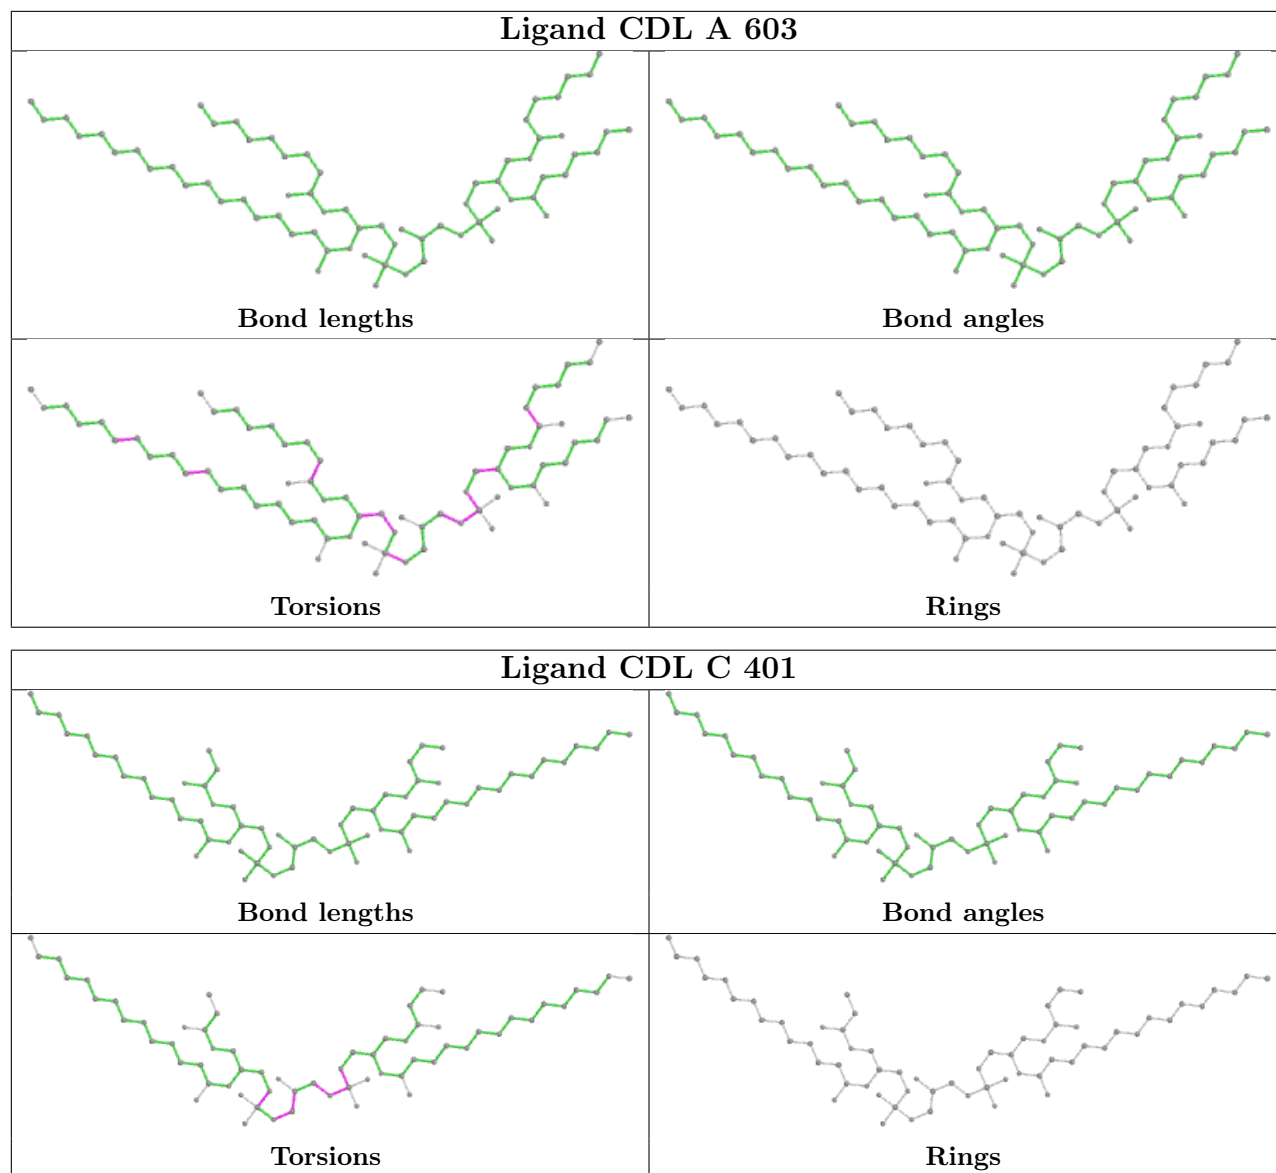 Ligand CDL A 603
Bond lengths
Bond angles
Torsions
Rings
Ligand CDL C 401
Bond lengths
Bond angles
Torsions
Rings